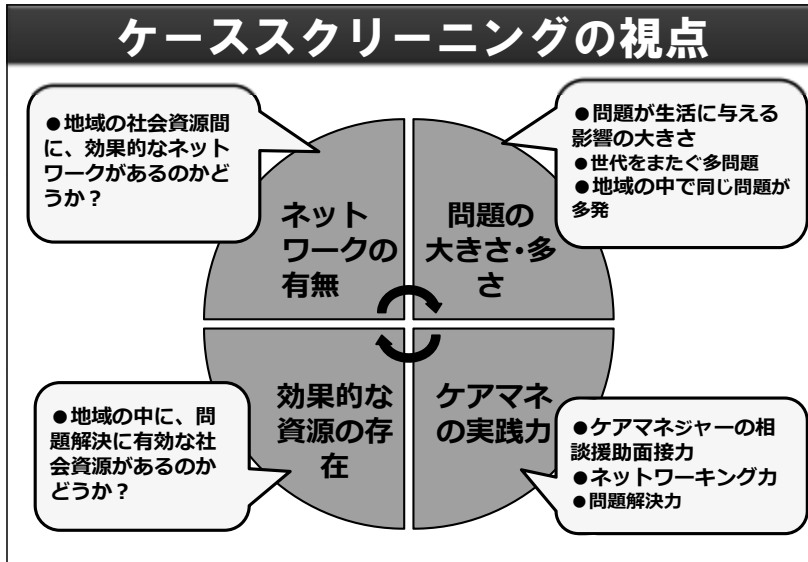 ケーススクリーニングの視点
●地域の社会資源間
に、効果的なネット
ワークがあるのかど
うか？
●問題が生活に与える
影響の大きさ
●世代をまたぐ多問題
●地域の中で同じ問題が
多発
ネット
ワークの
有無
問題の
大きさ・多
さ
効果的な
資源の存
在
ケアマネ
の実践力
●地域の中に、問
題解決に有効な社
会資源があるのか
どうか？
●ケアマネジャーの相
談援助面接力
●ネットワーキング力
●問題解決力